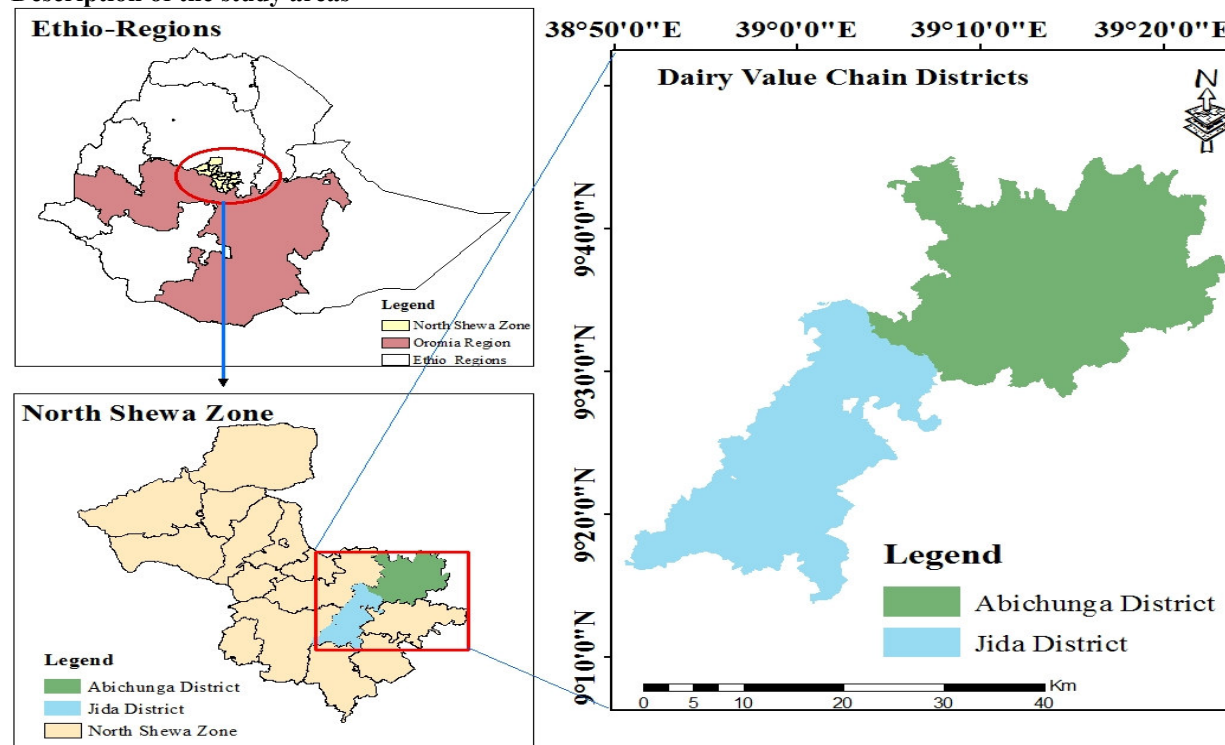 Description of the study areas
Ethio-Regions
Legend
North Shewa Zone
Oromia Region
Ethio Regions
North Shewa Zone
Legend
Abichunga District
Jida District
North Shewa Zone
38°50'0"E 39°0'0"E 39°10'0"E 39°20'0"E
Dairy Value Chain Districts
N
9°40'0"N
9°30'0"N
9°20'0"N
9°10'0"N
Legend
Abichunga District
Jida District
Km
0 5 10 20 30 40